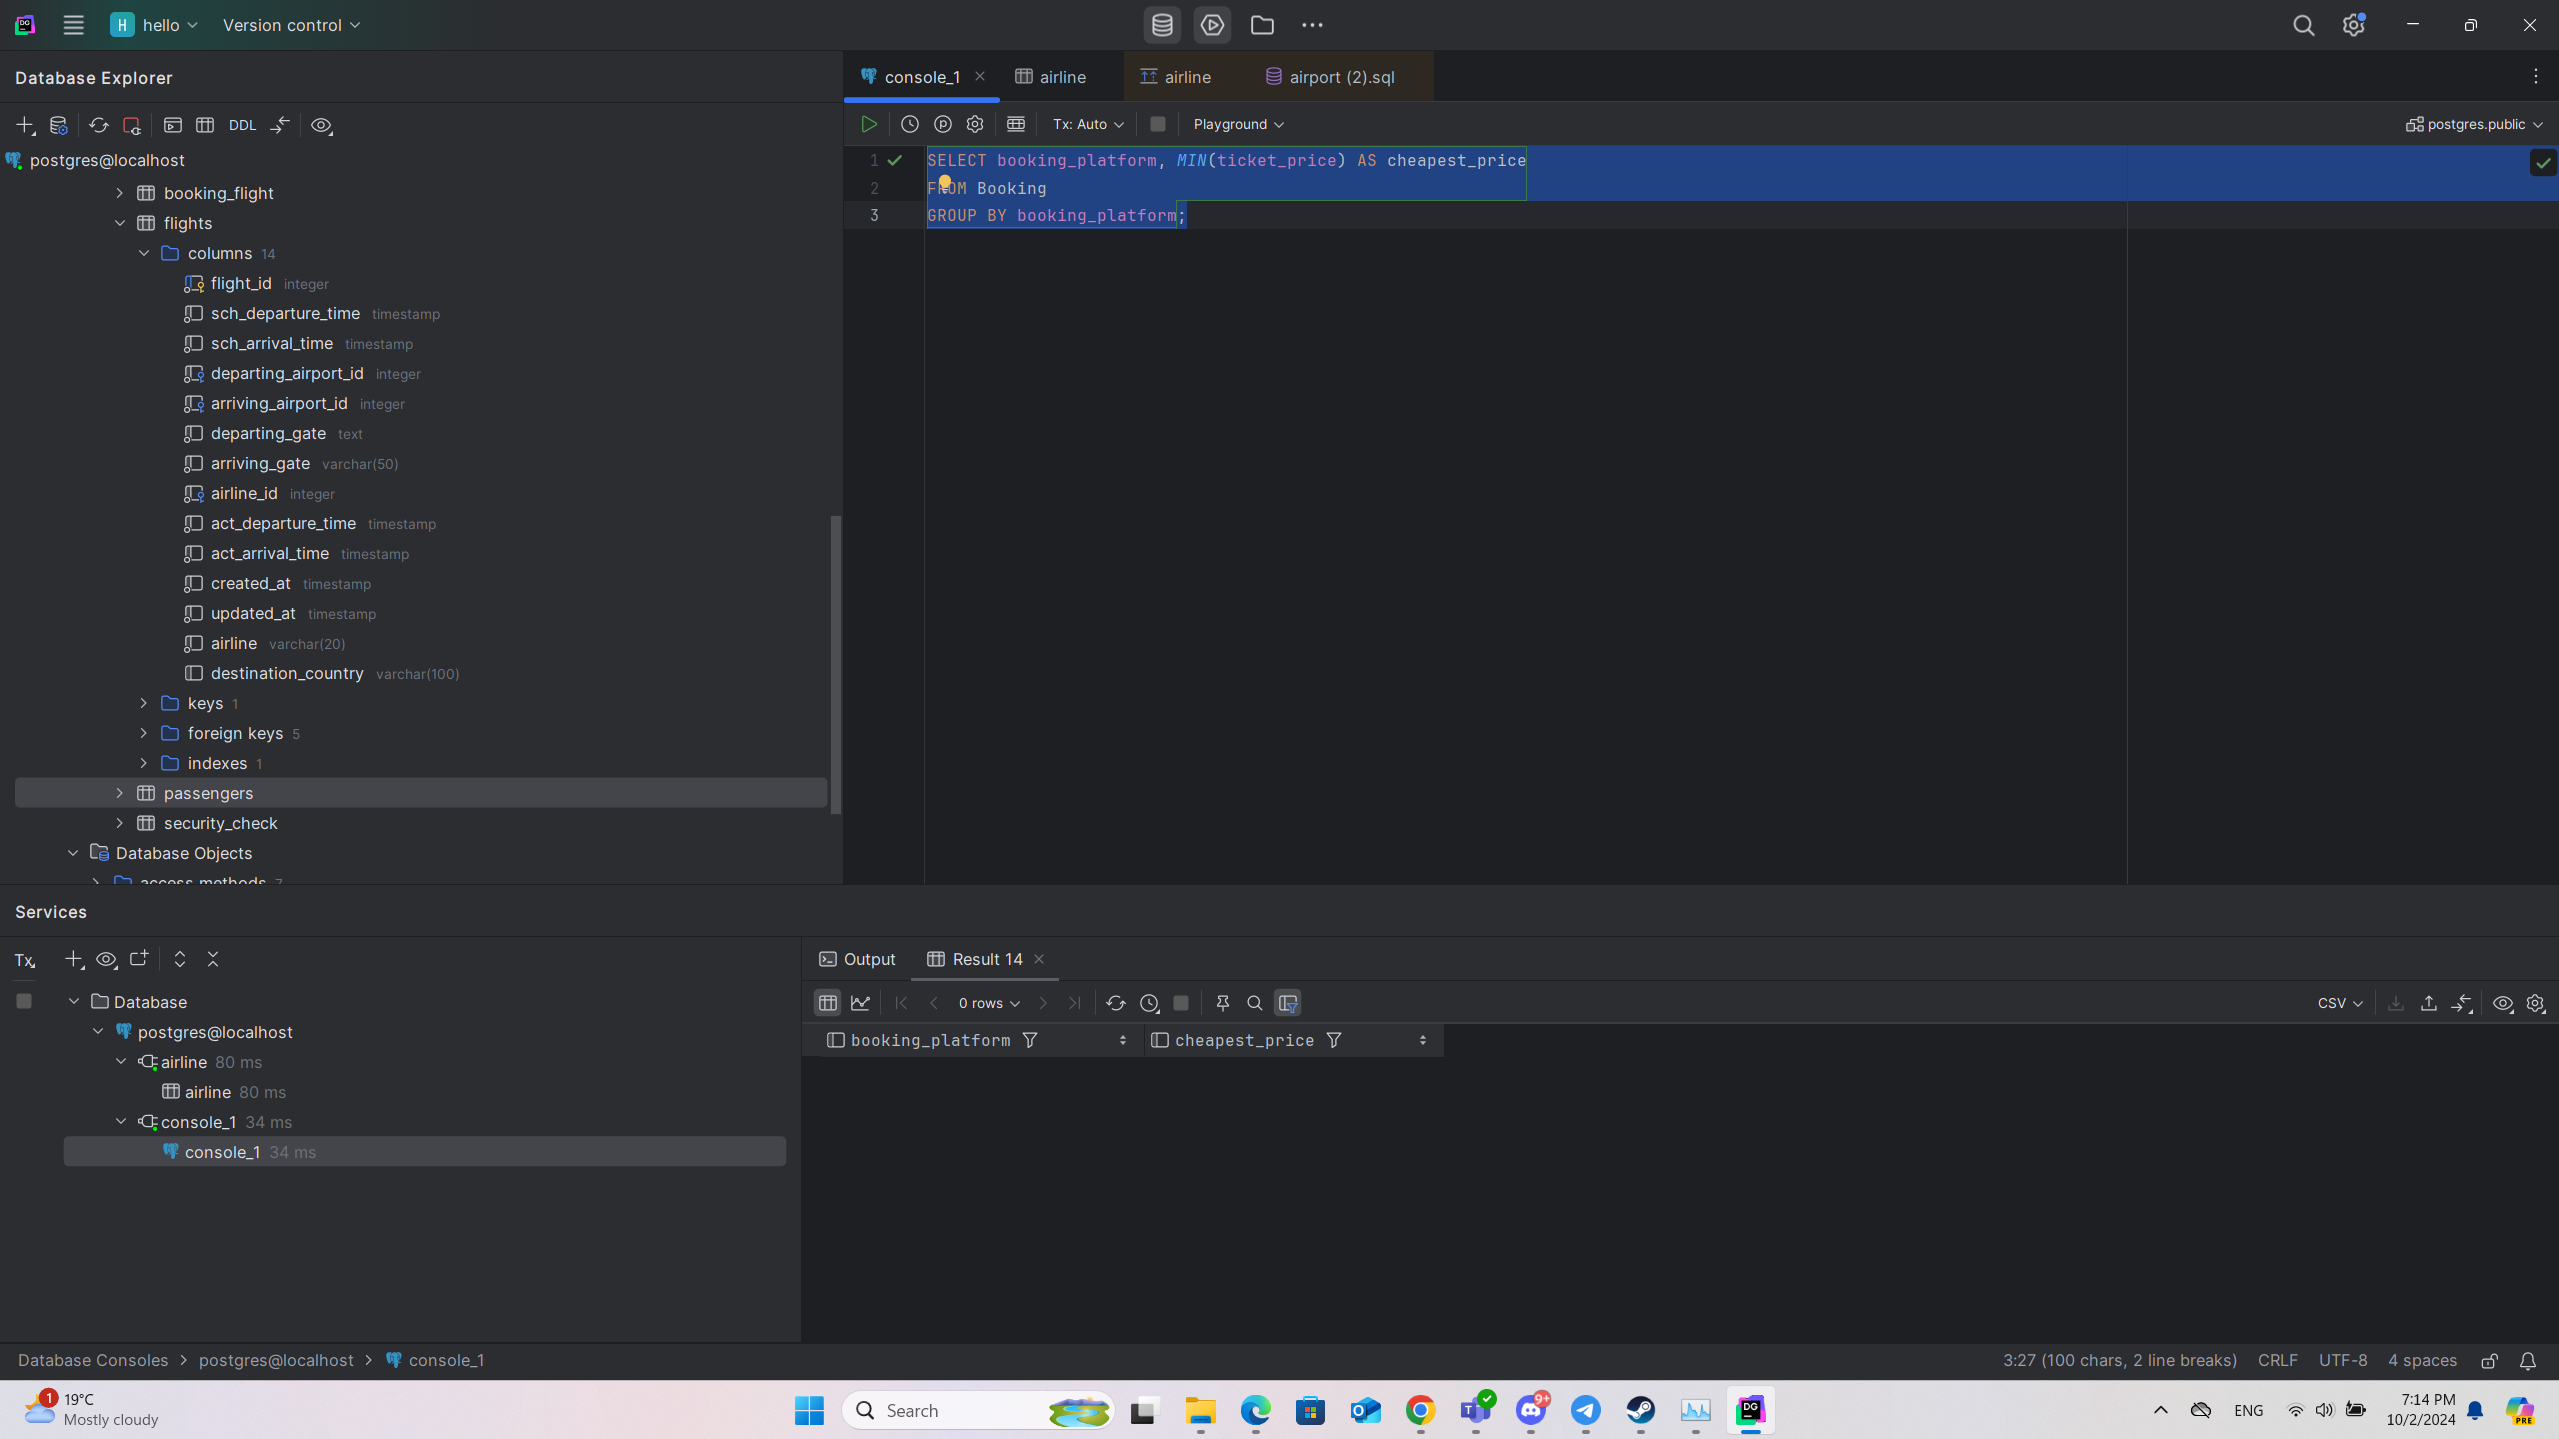 H hello Version control
Database Explorer
DDL
postgres@localhost
booking_flight
flights
columns 14
flight_id integer
sch_departure_time timestamp
sch_arrival_time timestamp
departing_airport_id integer
arriving_airport_id integer
departing_gate text
arriving_gate varchar(50)
airline_id integer
act_departure_time timestamp
act_arrival_time timestamp
created_at timestamp
updated_at timestamp
airline varchar(20)
destination_country varchar(100)
keys 1
foreign keys 5
indexes 1
passengers
security_check
Database Objects
access methods 7
console_1 airline airline airport (2).sql
Tx: Auto Playground postgres.public
1 SELECT booking_platform, MIN(ticket_price) AS cheapest_price
2 FROM Booking
3 GROUP BY booking_platform;
Services
Tx
Database
postgres@localhost
airline 80 ms
airline 80 ms
console_1 34 ms
console_1 34 ms
Output Result 14
0 rows CSV
booking_platform cheapest_price
Database Consoles > postgres@localhost > console_1
3:27 (100 chars, 2 line breaks) CRLF UTF-8 4 spaces
1 19°C
Mostly cloudy
Search
9+
DG
ENG
7:14 PM
10/2/2024
PRE